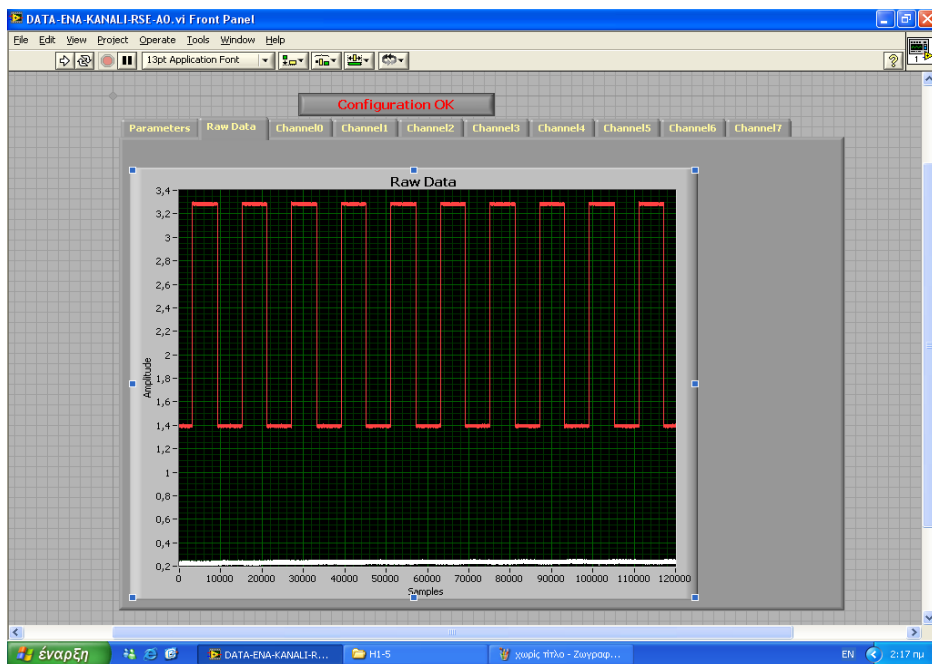 DATA-ENA-KANALI-RSE-AO.vi Front Panel
File Edit View Project Operate Tools Window Help
13pt Application Font
1
Configuration OK
Parameters Raw Data Channel0 Channel1 Channel2 Channel3 Channel4 Channel5 Channel6 Channel7
Raw Data
3,4
3,2
3
2,8
2,6
2,4
2,2
2
1,8
1,6
1,4
1,2
1
0,8
0,6
0,4
0,2
Amplitude
0 10000 20000 30000 40000 50000 60000 70000 80000 90000 100000 110000 120000
Samples
έναρξη DATA-ENA-KANALI-R... H1-5 χωρίς τίτλο - Ζωγραφ... EN 2:17 πμ